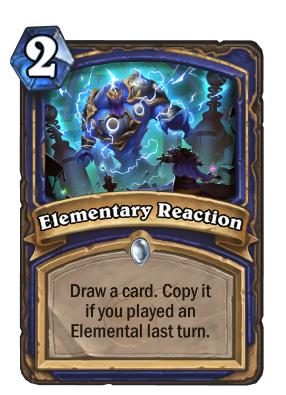 2
Elementary Reaction
Draw a card. Copy it
if you played an
Elemental last turn.